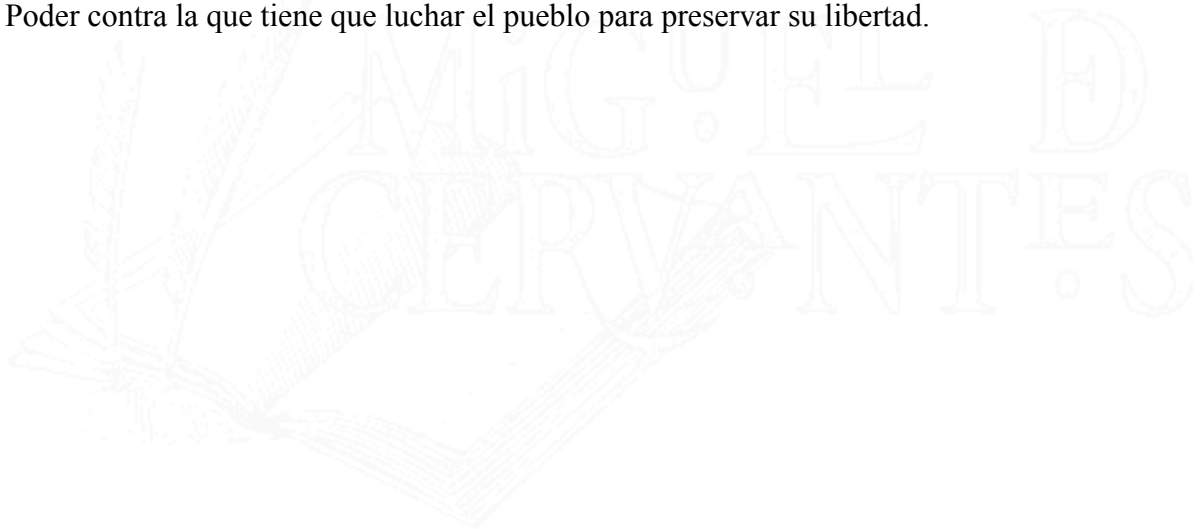 Poder contra la que tiene que luchar el pueblo para preservar su libertad.
MiGUEL DE
CERVANTES